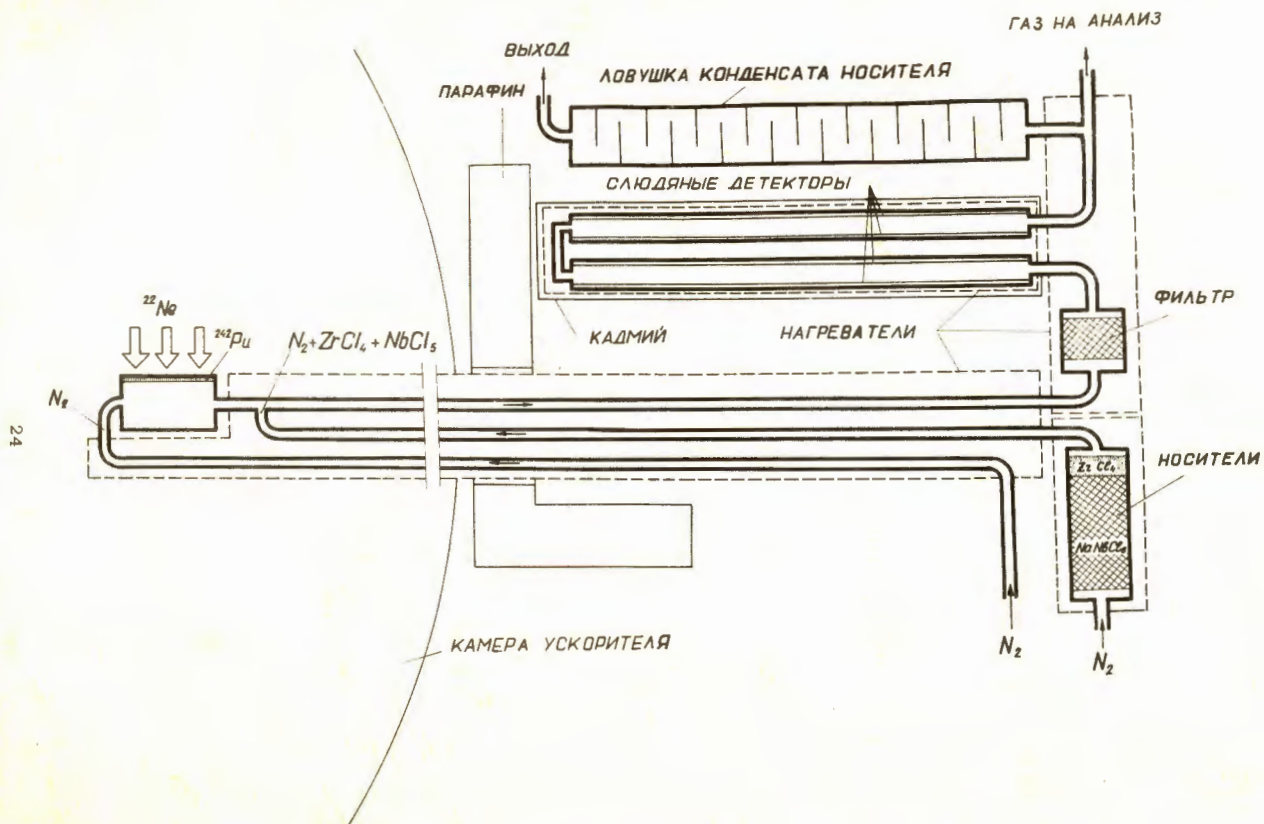 ГАЗ НА АНАЛИЗ
ВЫХОД
ЛОВУШКА КОНДЕНСАТА НОСИТЕЛЯ
ПАРАФИН
СЛЮДЯНЫЕ ДЕТЕКТОРЫ
²²Ne
²⁴²Pu
N₂+ZrCl₄+NbCl₅
КАДМИЙ
НАГРЕВАТЕЛИ
ФИЛЬТР
N₂
24
НОСИТЕЛИ
ZrCl₄
NaNbCl₆
КАМЕРА УСКОРИТЕЛЯ
N₂
N₂